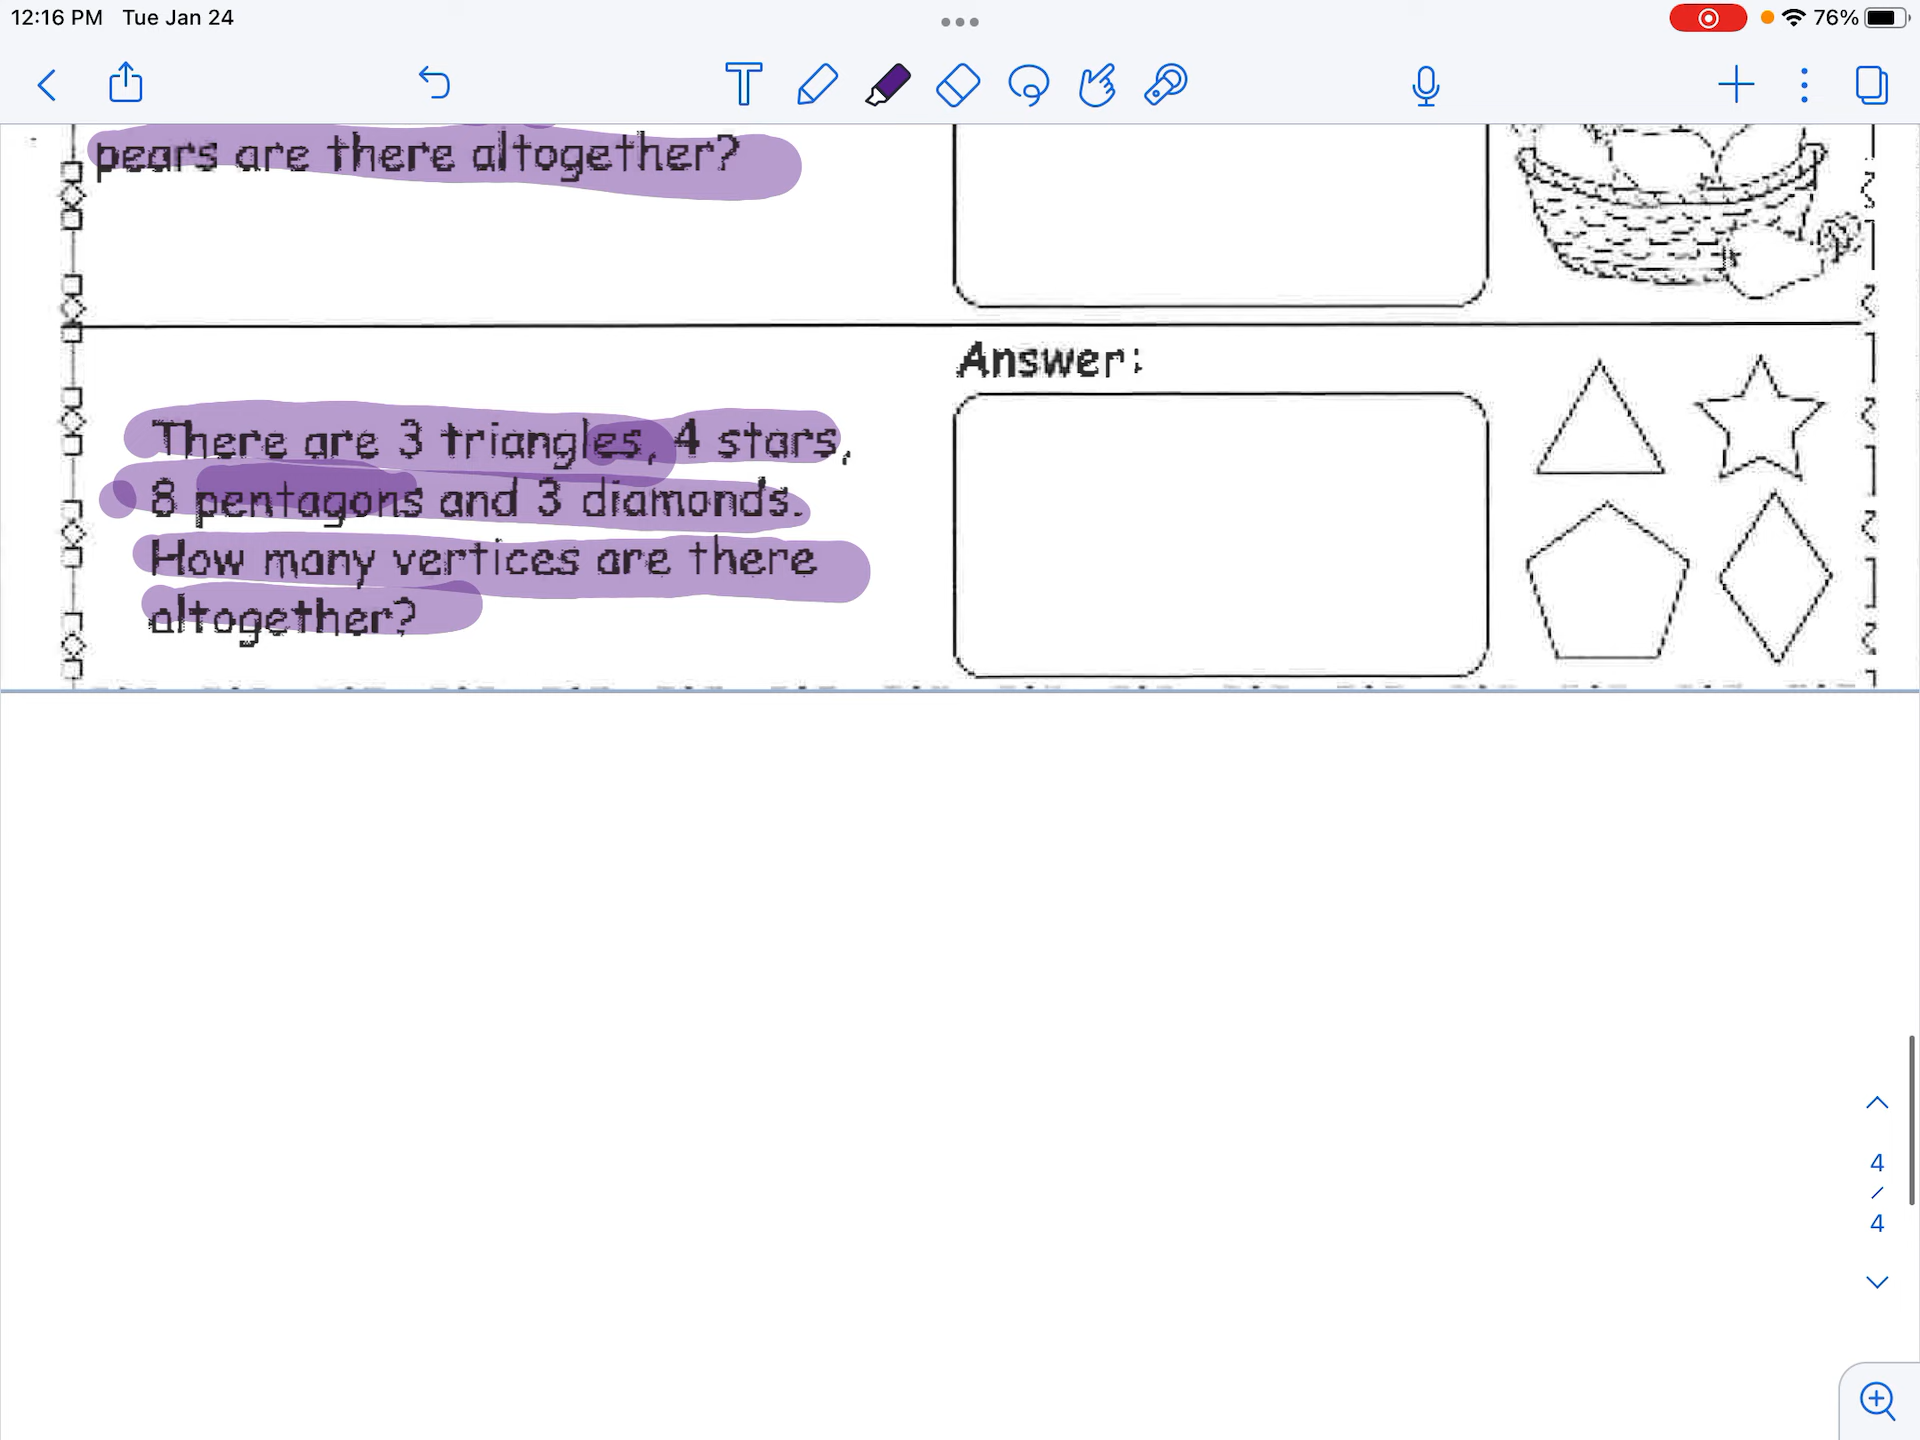 12:16 PM Tue Jan 24
76%
T
pears are there altogether?
Answer:
There are 3 triangles, 4 stars,
8 pentagons and 3 diamonds.
How many vertices are there
altogether?
4
/
4